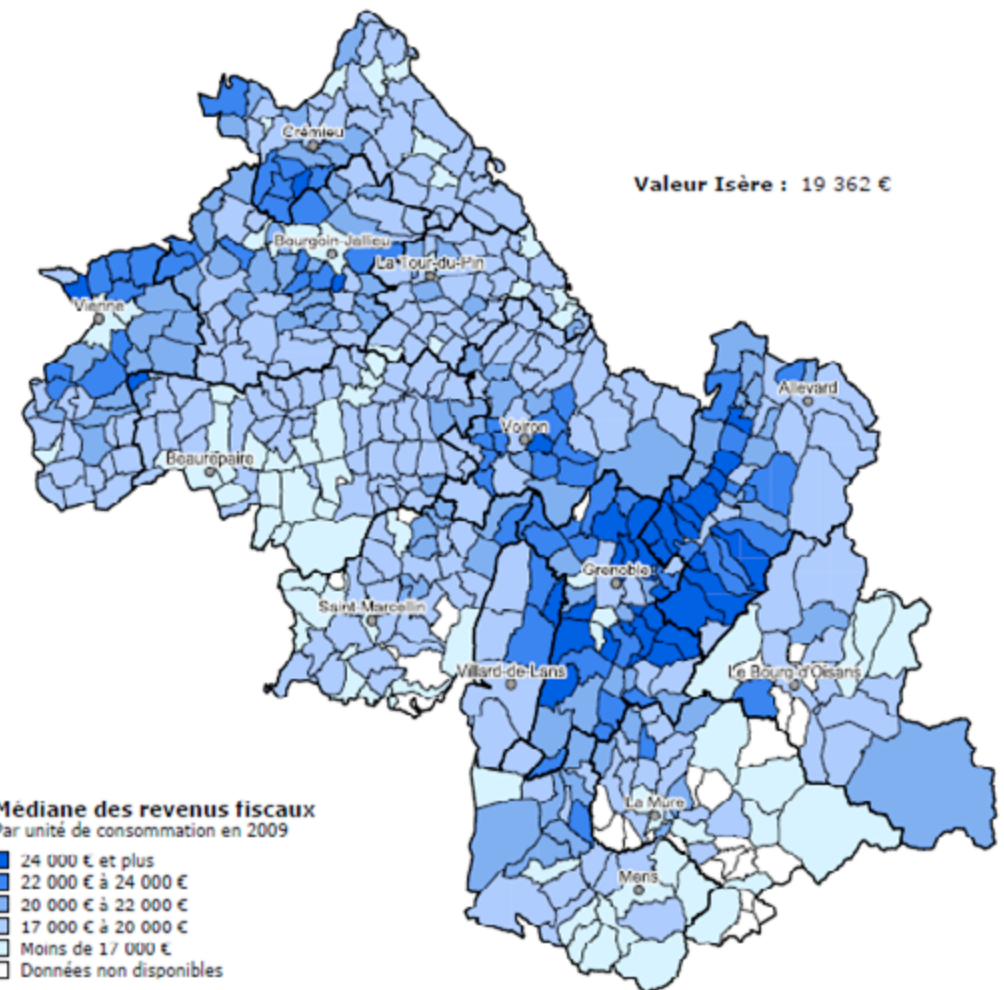 Crémieu
Valeur Isère : 19 362 €
Bourgoin-Jallieu
La Tour-du-Pin
Vienne
Allevard
Voiron
Beaurepaire
Grenoble
Saint-Marcellin
Villard-de-Lans
Le Bourg-d'Oisans
La Mure
Mens
Médiane des revenus fiscaux
Par unité de consommation en 2009
24 000 € et plus
22 000 € à 24 000 €
20 000 € à 22 000 €
17 000 € à 20 000 €
Moins de 17 000 €
Données non disponibles